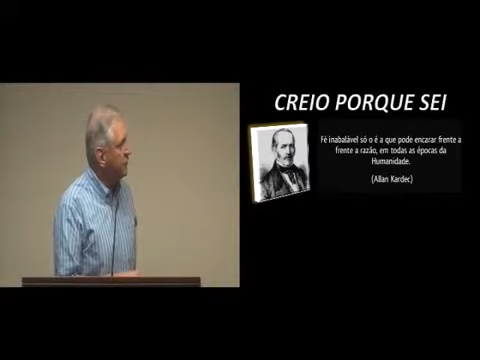 CREIO PORQUE SEI
Fé inabalável só o é a que pode encarar frente a
frente a razão, em todas as épocas da
Humanidade.
(Allan Kardec)